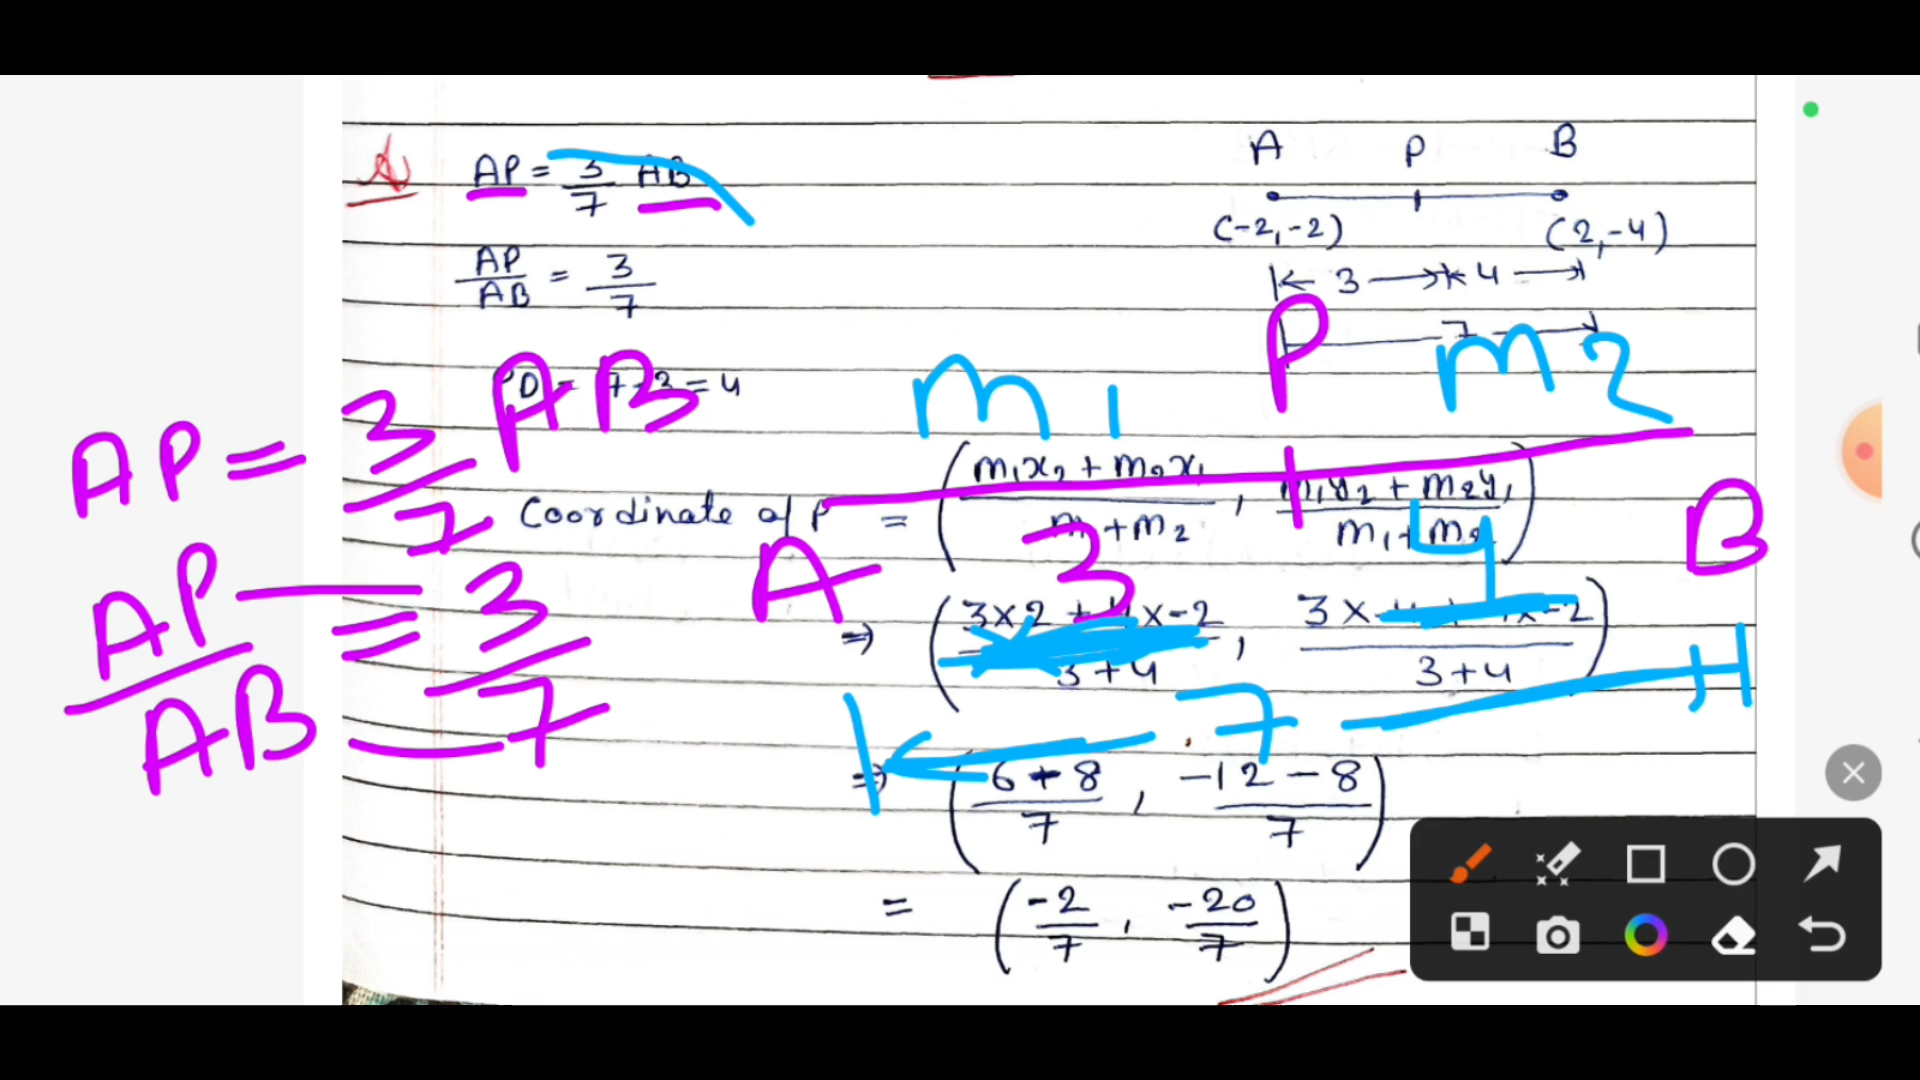 A P B
AP = 3/7 AB
(-2,-2) (2,-4)
AP/AB = 3/7
3 4
7
= 7-3 = 4
m1 P m2
AP = 3/7 AB
Coordinate of P = ( m₁x₂ + m₂x₁ / m₁+m₂ , m₁y₂ + m₂y₁ / m₁+m₂ )
A 3 4 B
AP/AB = 3/7
⇒ ( 3×2 + 4×-2 / 3+4 , 3×-4 + 4×-2 / 3+4 )
7
⇒ ( 6-8 / 7 , -12-8 / 7 )
= ( -2/7 , -20/7 )